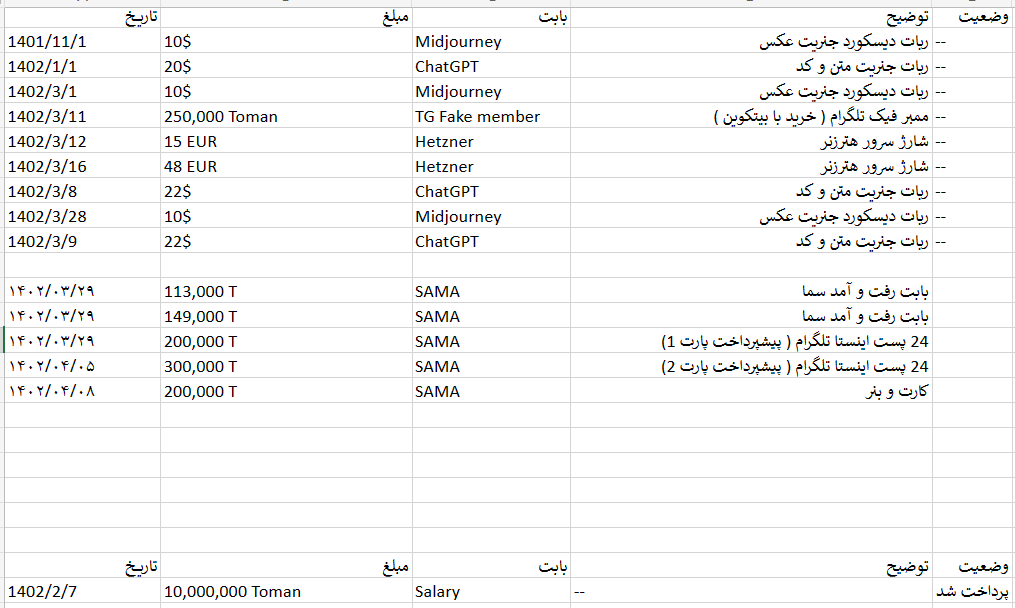 تاریخ مبلغ بابت توضیح وضعیت
1401/11/1 10$ Midjourney ربات دیسکورد جنریت عکس --
1402/1/1 20$ ChatGPT ربات جنریت متن و کد --
1402/3/1 10$ Midjourney ربات دیسکورد جنریت عکس --
1402/3/11 250,000 Toman TG Fake member ممبر فیک تلگرام ( خرید با بیتکوین ) --
1402/3/12 15 EUR Hetzner شارژ سرور هترزنر --
1402/3/16 48 EUR Hetzner شارژ سرور هترزنر --
1402/3/8 22$ ChatGPT ربات جنریت متن و کد --
1402/3/28 10$ Midjourney ربات دیسکورد جنریت عکس --
1402/3/9 22$ ChatGPT ربات جنریت متن و کد --
۱۴۰۲/۰۳/۲۹ 113,000 T SAMA بابت رفت و آمد سما
۱۴۰۲/۰۳/۲۹ 149,000 T SAMA بابت رفت و آمد سما
۱۴۰۲/۰۳/۲۹ 200,000 T SAMA 24 پست اینستا تلگرام ( پیشپرداخت پارت 1)
۱۴۰۲/۰۴/۰۵ 300,000 T SAMA 24 پست اینستا تلگرام ( پیشپرداخت پارت 2)
۱۴۰۲/۰۴/۰۸ 200,000 T SAMA کارت و بنر
تاریخ مبلغ بابت توضیح وضعیت
1402/2/7 10,000,000 Toman Salary -- پرداخت شد